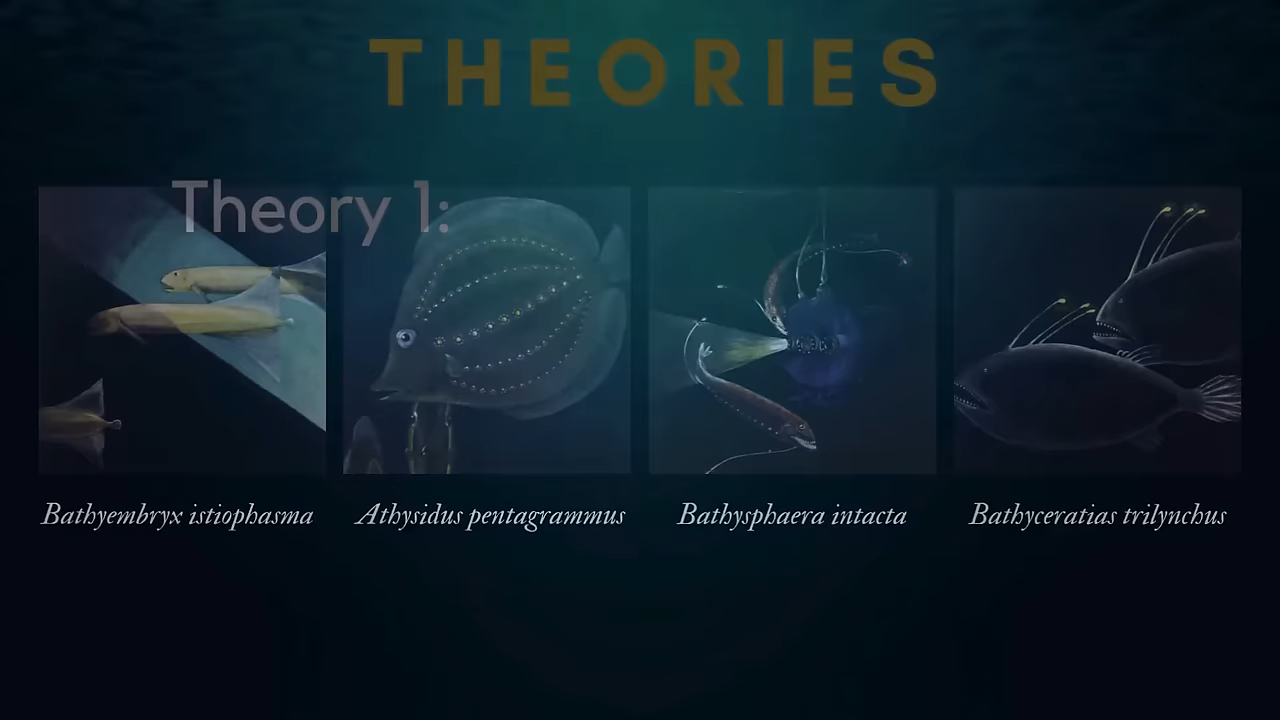 THEORIES
Theory 1:
Bathyembryx istiophasma
Athysidus pentagrammus
Bathysphaera intacta
Bathyceratias trilynchus